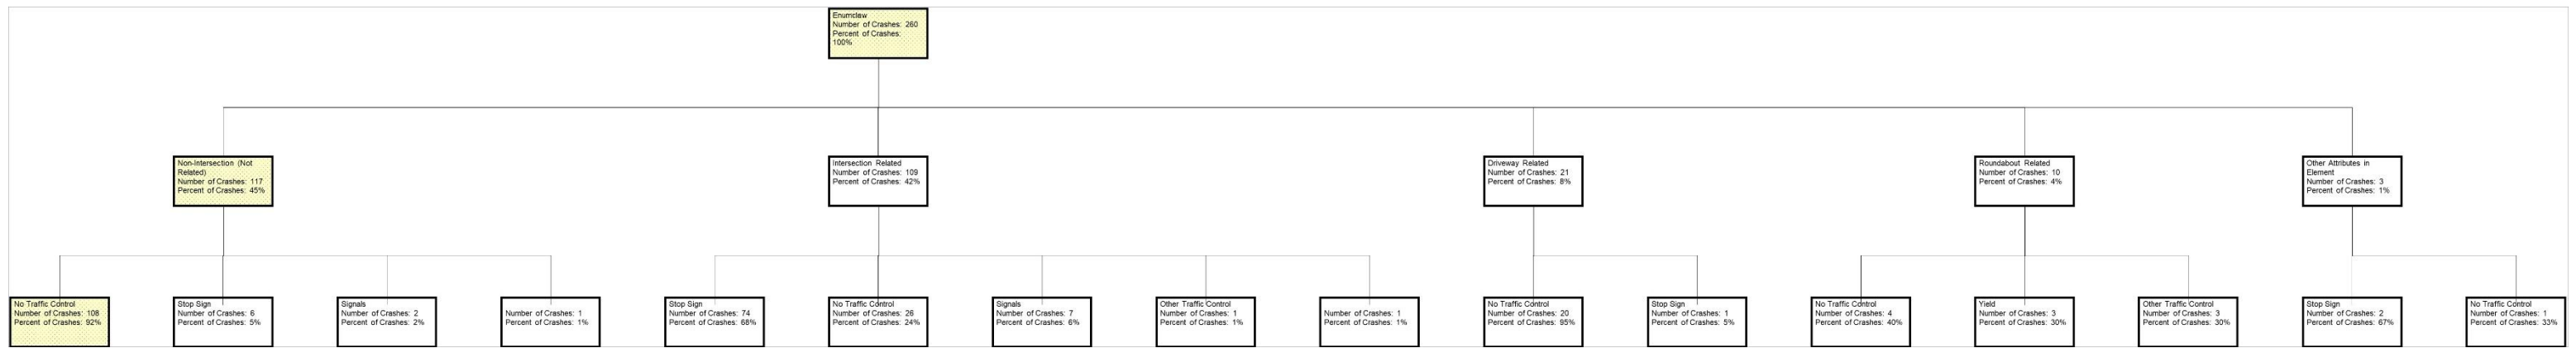 Enumclaw
Number of Crashes: 260
Percent of Crashes:
100%
Non-Intersection (Not
Related)
Number of Crashes: 117
Percent of Crashes: 45%
Intersection Related
Number of Crashes: 109
Percent of Crashes: 42%
Driveway Related
Number of Crashes: 21
Percent of Crashes: 8%
Roundabout Related
Number of Crashes: 10
Percent of Crashes: 4%
Other Attributes in
Element
Number of Crashes: 3
Percent of Crashes: 1%
No Traffic Control
Number of Crashes: 108
Percent of Crashes: 92%
Stop Sign
Number of Crashes: 6
Percent of Crashes: 5%
Signals
Number of Crashes: 2
Percent of Crashes: 2%
Number of Crashes: 1
Percent of Crashes: 1%
Stop Sign
Number of Crashes: 74
Percent of Crashes: 68%
No Traffic Control
Number of Crashes: 26
Percent of Crashes: 24%
Signals
Number of Crashes: 7
Percent of Crashes: 6%
Other Traffic Control
Number of Crashes: 1
Percent of Crashes: 1%
Number of Crashes: 1
Percent of Crashes: 1%
No Traffic Control
Number of Crashes: 20
Percent of Crashes: 95%
Stop Sign
Number of Crashes: 1
Percent of Crashes: 5%
No Traffic Control
Number of Crashes: 4
Percent of Crashes: 40%
Yield
Number of Crashes: 3
Percent of Crashes: 30%
Other Traffic Control
Number of Crashes: 3
Percent of Crashes: 30%
Stop Sign
Number of Crashes: 2
Percent of Crashes: 67%
No Traffic Control
Number of Crashes: 1
Percent of Crashes: 33%